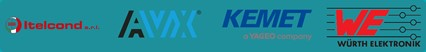 Itelcond s.r.l.
AVX
KEMET
a YAGEO company
WE
WÜRTH ELEKTRONIK